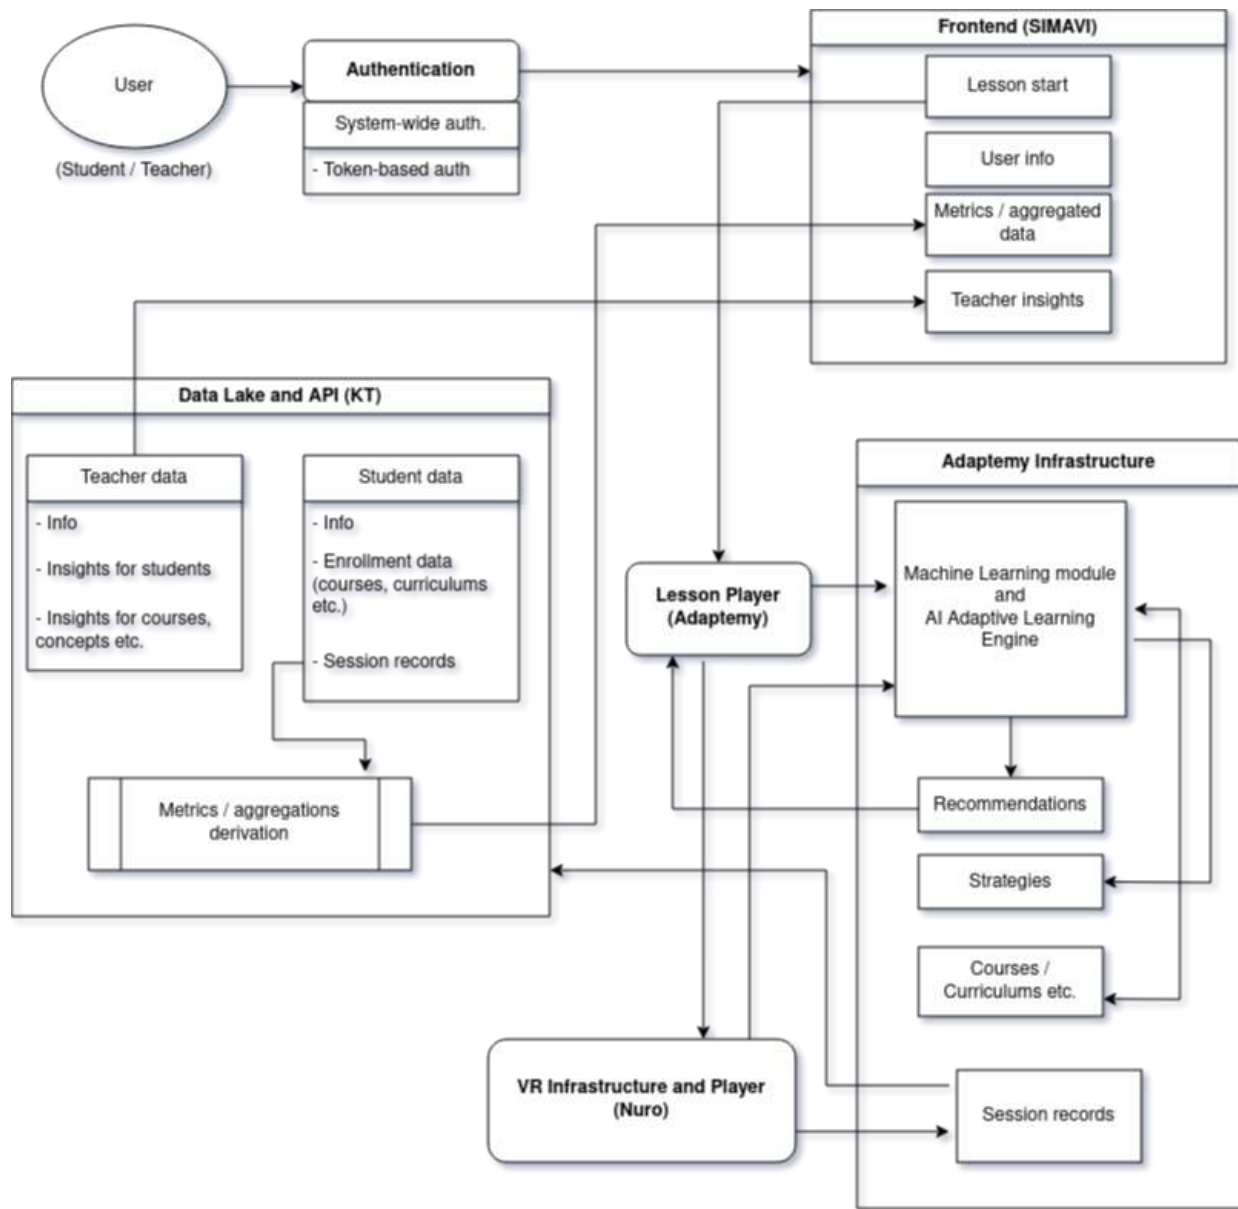 User
(Student / Teacher)
Authentication
System-wide auth.
- Token-based auth
Frontend (SIMAVI)
Lesson start
User info
Metrics / aggregated
data
Teacher insights
Data Lake and API (KT)
Teacher data
- Info
- Insights for students
- Insights for courses,
concepts etc.
Student data
- Info
- Enrollment data
(courses, curriculums
etc.)
- Session records
Metrics / aggregations
derivation
Lesson Player
(Adaptemy)
Adaptemy Infrastructure
Machine Learning module
and
AI Adaptive Learning
Engine
Recommendations
Strategies
Courses /
Curriculums etc.
VR Infrastructure and Player
(Nuro)
Session records